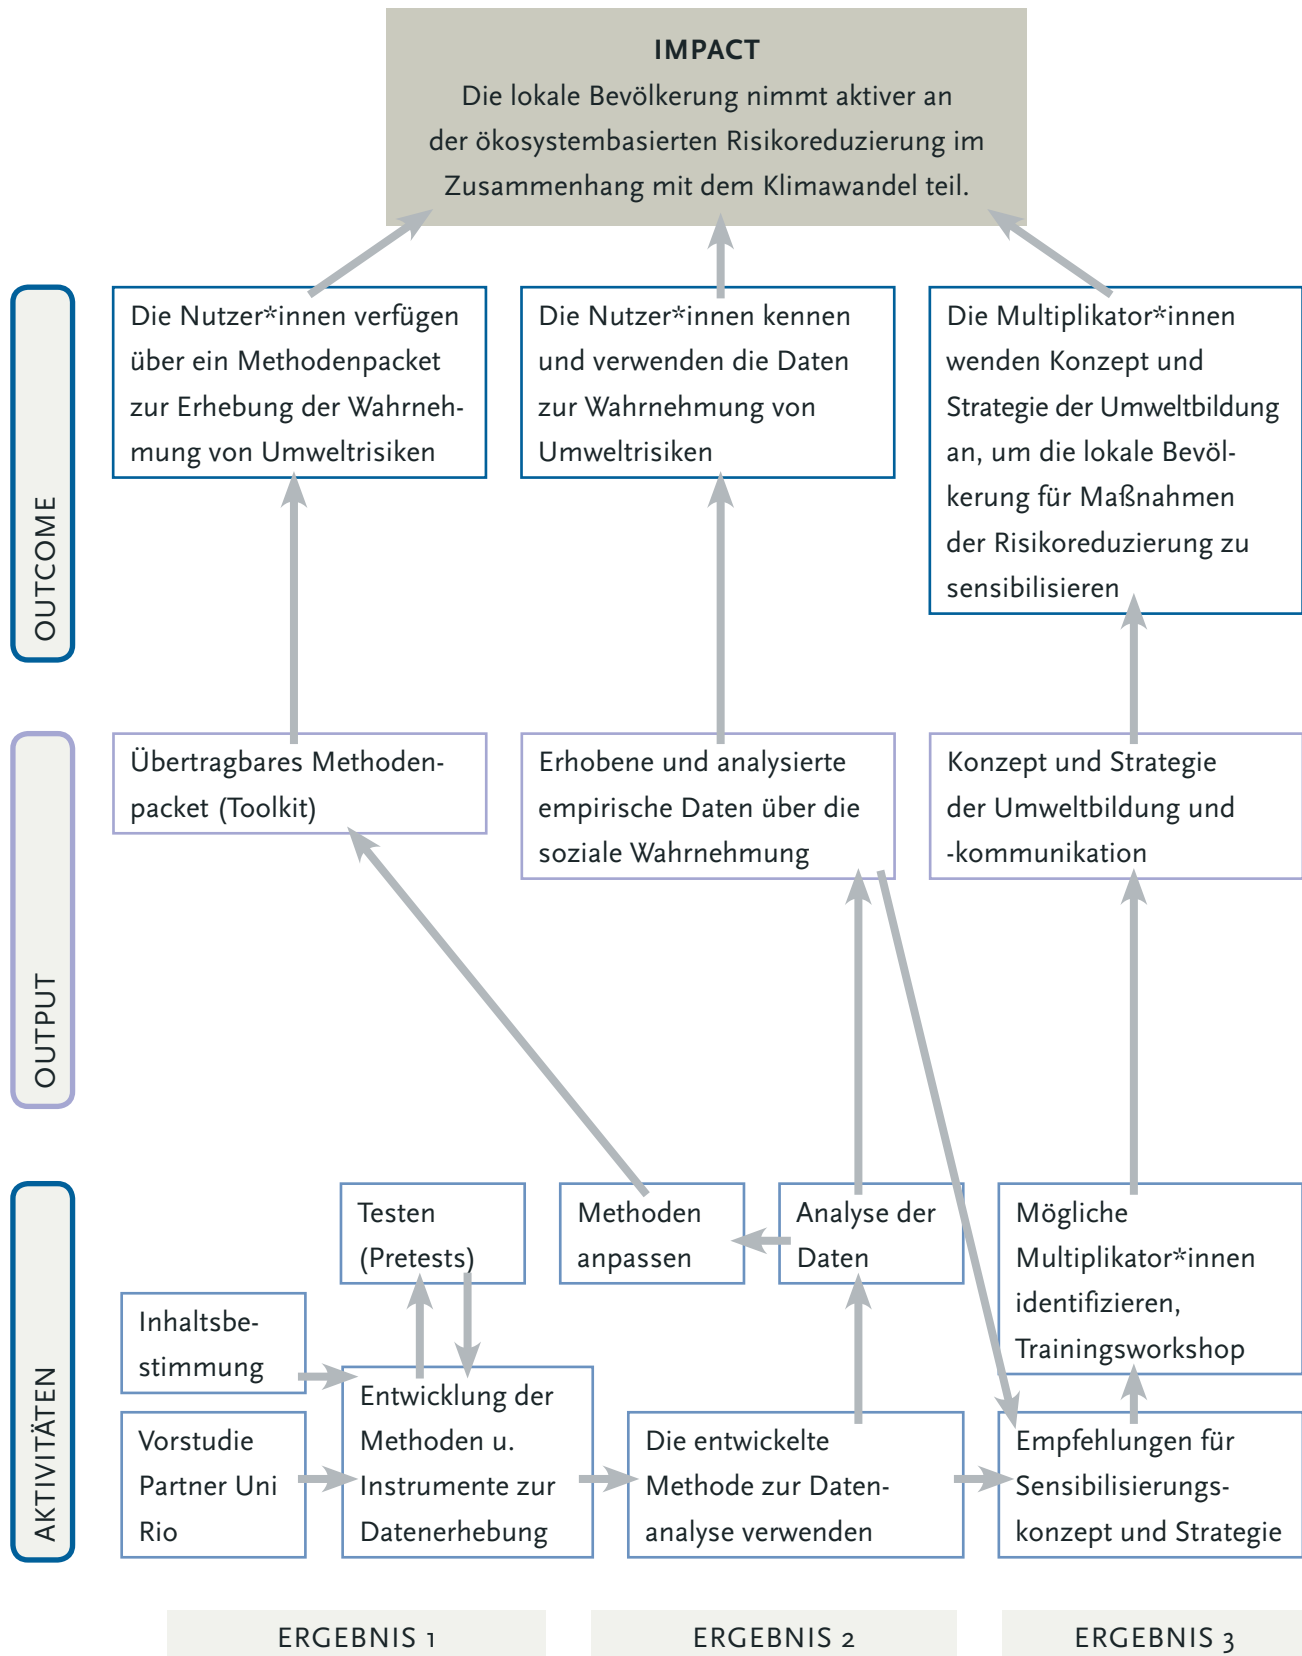 IMPACT
Die lokale Bevölkerung nimmt aktiver an
der ökosystembasierten Risikoreduzierung im
Zusammenhang mit dem Klimawandel teil.
OUTCOME
Die Nutzer*innen verfügen
über ein Methodenpacket
zur Erhebung der Wahrneh-
mung von Umweltrisiken
Die Nutzer*innen kennen
und verwenden die Daten
zur Wahrnehmung von
Umweltrisiken
Die Multiplikator*innen
wenden Konzept und
Strategie der Umweltbildung
an, um die lokale Bevöl-
kerung für Maßnahmen
der Risikoreduzierung zu
sensibilisieren
OUTPUT
Übertragbares Methoden-
packet (Toolkit)
Erhobene und analysierte
empirische Daten über die
soziale Wahrnehmung
Konzept und Strategie
der Umweltbildung und
-kommunikation
AKTIVITÄTEN
Testen
(Pretests)
Methoden
anpassen
Analyse der
Daten
Mögliche
Multiplikator*innen
identifizieren,
Trainingsworkshop
Inhaltsbe-
stimmung
Vorstudie
Partner Uni
Rio
Entwicklung der
Methoden u.
Instrumente zur
Datenerhebung
Die entwickelte
Methode zur Daten-
analyse verwenden
Empfehlungen für
Sensibilisierungs-
konzept und Strategie
ERGEBNIS 1
ERGEBNIS 2
ERGEBNIS 3